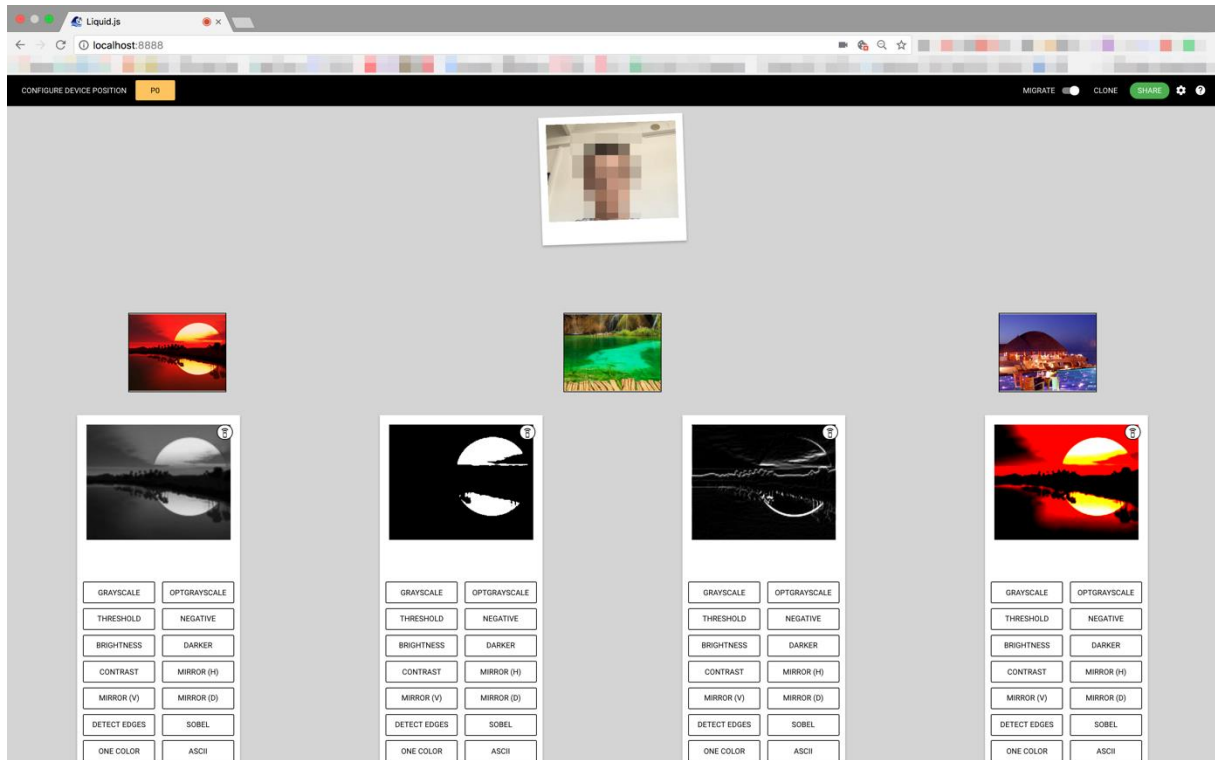 Liquid.js
localhost:8888
CONFIGURE DEVICE POSITION P0 MIGRATE CLONE SHARE
GRAYSCALE OPTGRAYSCALE GRAYSCALE OPTGRAYSCALE GRAYSCALE OPTGRAYSCALE GRAYSCALE OPTGRAYSCALE
THRESHOLD NEGATIVE THRESHOLD NEGATIVE THRESHOLD NEGATIVE THRESHOLD NEGATIVE
BRIGHTNESS DARKER BRIGHTNESS DARKER BRIGHTNESS DARKER BRIGHTNESS DARKER
CONTRAST MIRROR (H) CONTRAST MIRROR (H) CONTRAST MIRROR (H) CONTRAST MIRROR (H)
MIRROR (V) MIRROR (D) MIRROR (V) MIRROR (D) MIRROR (V) MIRROR (D) MIRROR (V) MIRROR (D)
DETECT EDGES SOBEL DETECT EDGES SOBEL DETECT EDGES SOBEL DETECT EDGES SOBEL
ONE COLOR ASCII ONE COLOR ASCII ONE COLOR ASCII ONE COLOR ASCII